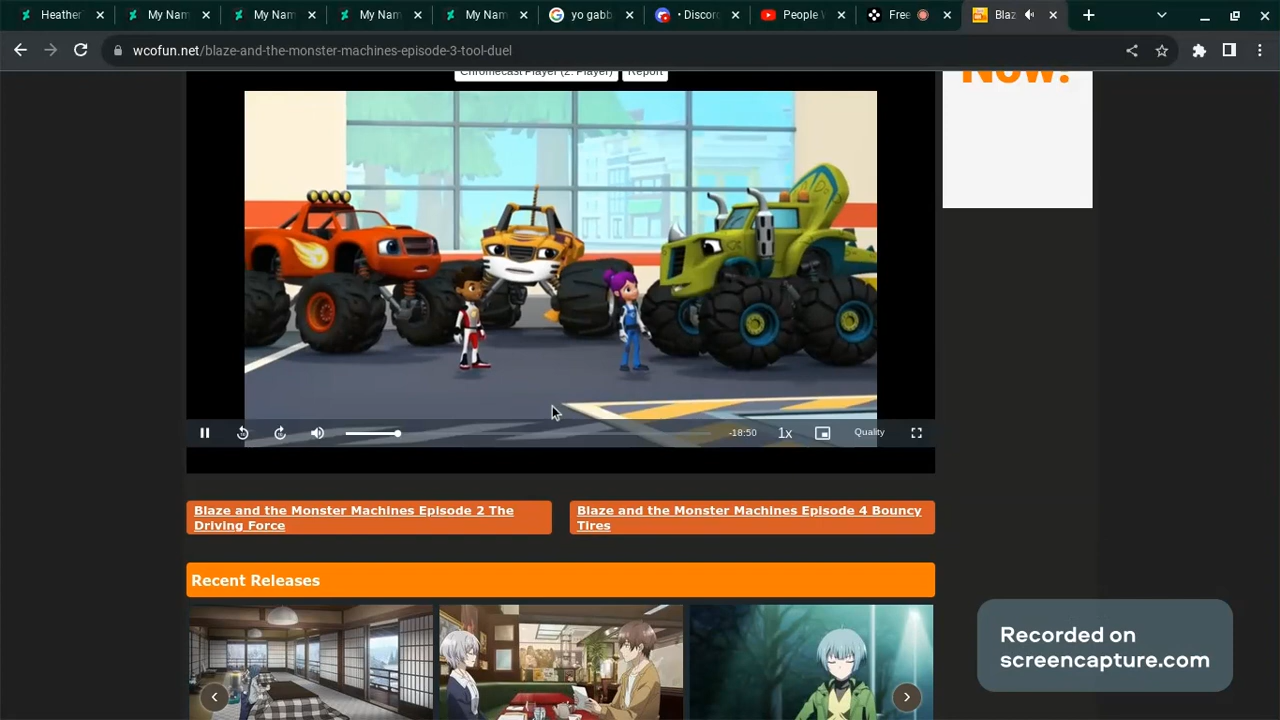 Heather
My Nam
My Nam
My Nam
My Nam
yo gabb
• Discord
People
Free
Blaz
wcofun.net/blaze-and-the-monster-machines-episode-3-tool-duel
Chromecast Player (2. Player)
Report
Now!
-18:50
1x
Quality
Blaze and the Monster Machines Episode 2 The
Driving Force
Blaze and the Monster Machines Episode 4 Bouncy
Tires
Recent Releases
Recorded on
screencapture.com